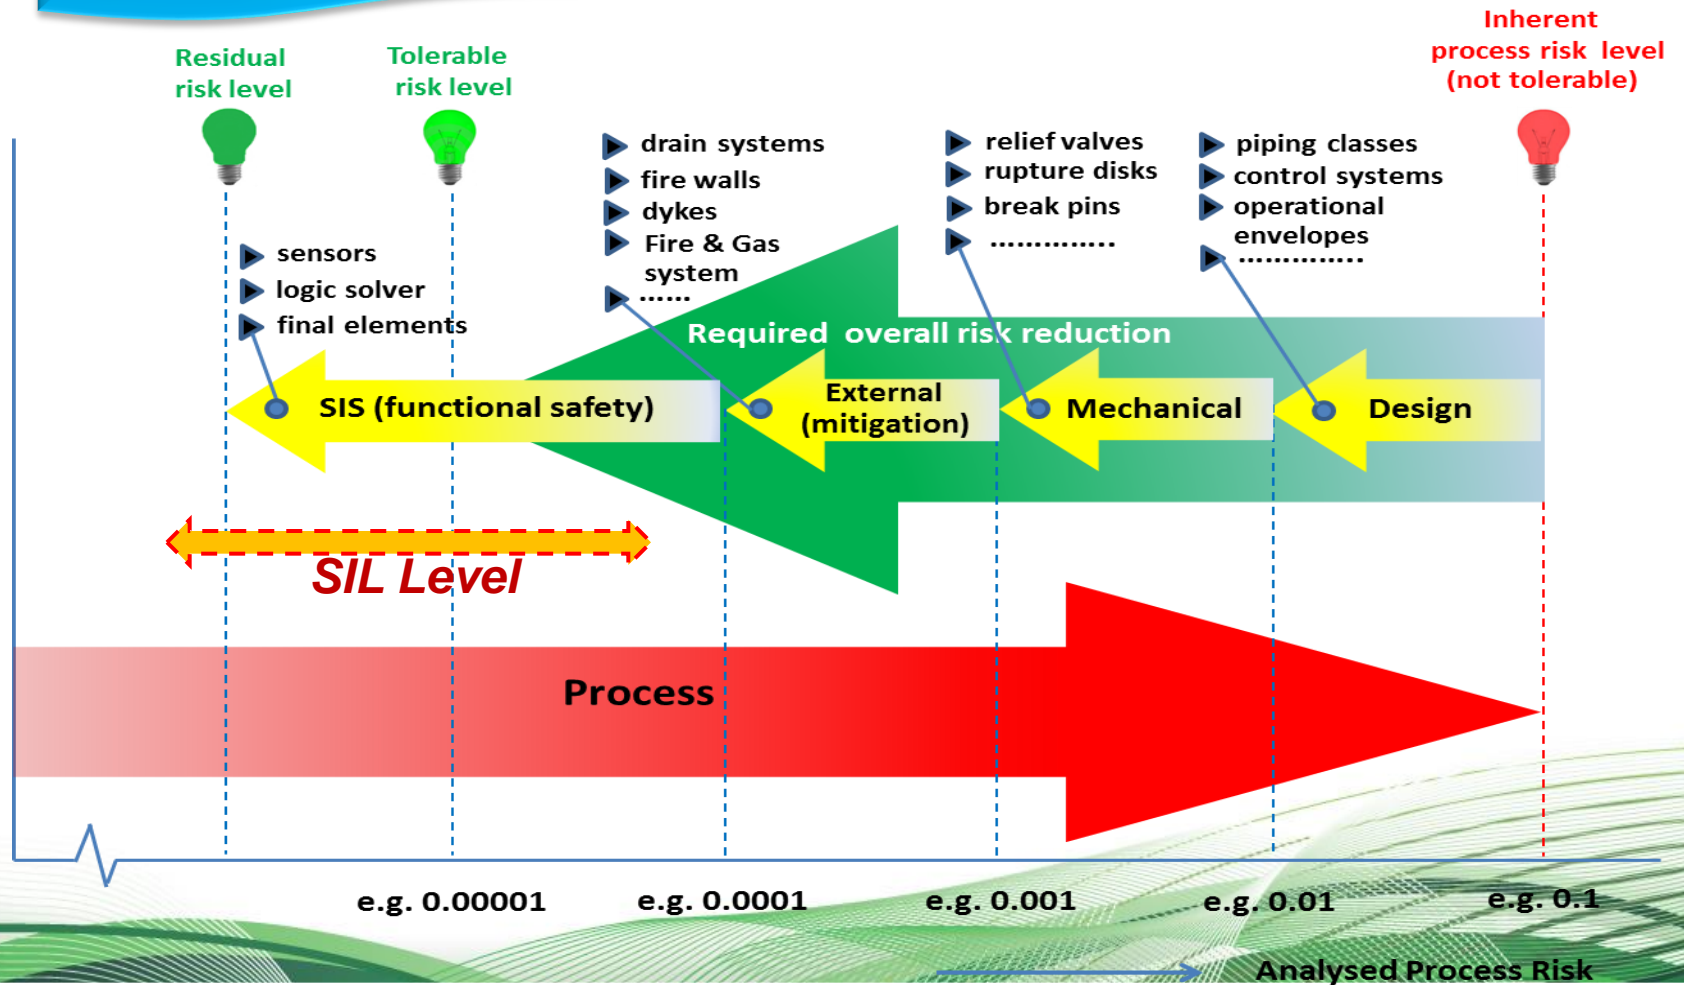 Inherent
process risk level
(not tolerable)
Residual
risk level
Tolerable
risk level
drain systems
fire walls
dykes
Fire & Gas
system
......
relief valves
rupture disks
break pins
..............
piping classes
control systems
operational
envelopes
..............
sensors
logic solver
final elements
Required overall risk reduction
SIS (functional safety)
External
(mitigation)
Mechanical
Design
SIL Level
Process
e.g. 0.00001
e.g. 0.0001
e.g. 0.001
e.g. 0.01
e.g. 0.1
Analysed Process Risk